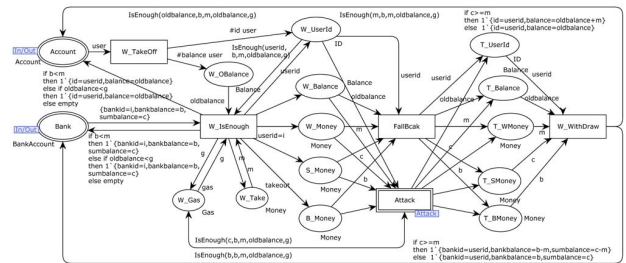 IsEnough(oldbalance,b,m,oldbalance,g)
IsEnough(m,b,m,oldbalance,g)
if c>=m
then 1`{id=userid,balance=oldbalance+m}
else 1`{id=userid,balance=oldbalance}
#id user
W_UserId
ID
T_UserId
ID
In/Out
Account
Account
user
W_TakeOff
#balance user
IsEnough(userid,
b,m,oldbalance,g)
W_OBalance
Balance
oldbalance
userid
userid
userid
if b<m
then 1`{id=userid,balance=oldbalance}
else if oldbalance<g
then 1`{id=userid,balance=oldbalance}
else empty
W_Balance
Balance
oldbalance
T_Balance
Balance
oldbalance
{bankid=i,bankbalance=b,
sumbalance=c}
In/Out
Bank
BankAccount
W_IsEnough
userid=i
W_Money
Money
m
FallBcak
T_WMoney
Money
m
W_WithDraw
if b<m
then 1`{bankid=i,bankbalance=b,
sumbalance=c}
else if oldbalance<g
then 1`{bankid=i,bankbalance=b,
sumbalance=c}
else empty
g
g
m
m
S_Money
Money
c
b
c
b
T_SMoney
Money
c
b
gas
W_Gas
Gas
W_Take
takeout
Money
B_Money
Money
Attack
Attack
T_BMoney
Money
IsEnough(c,b,m,oldbalance,g)
IsEnough(b,b,m,oldbalance,g)
if c>=m
then 1`{bankid=userid,bankbalance=b-m,sumbalance=c-m}
else 1`{bankid=userid,bankbalance=b,sumbalance=c}